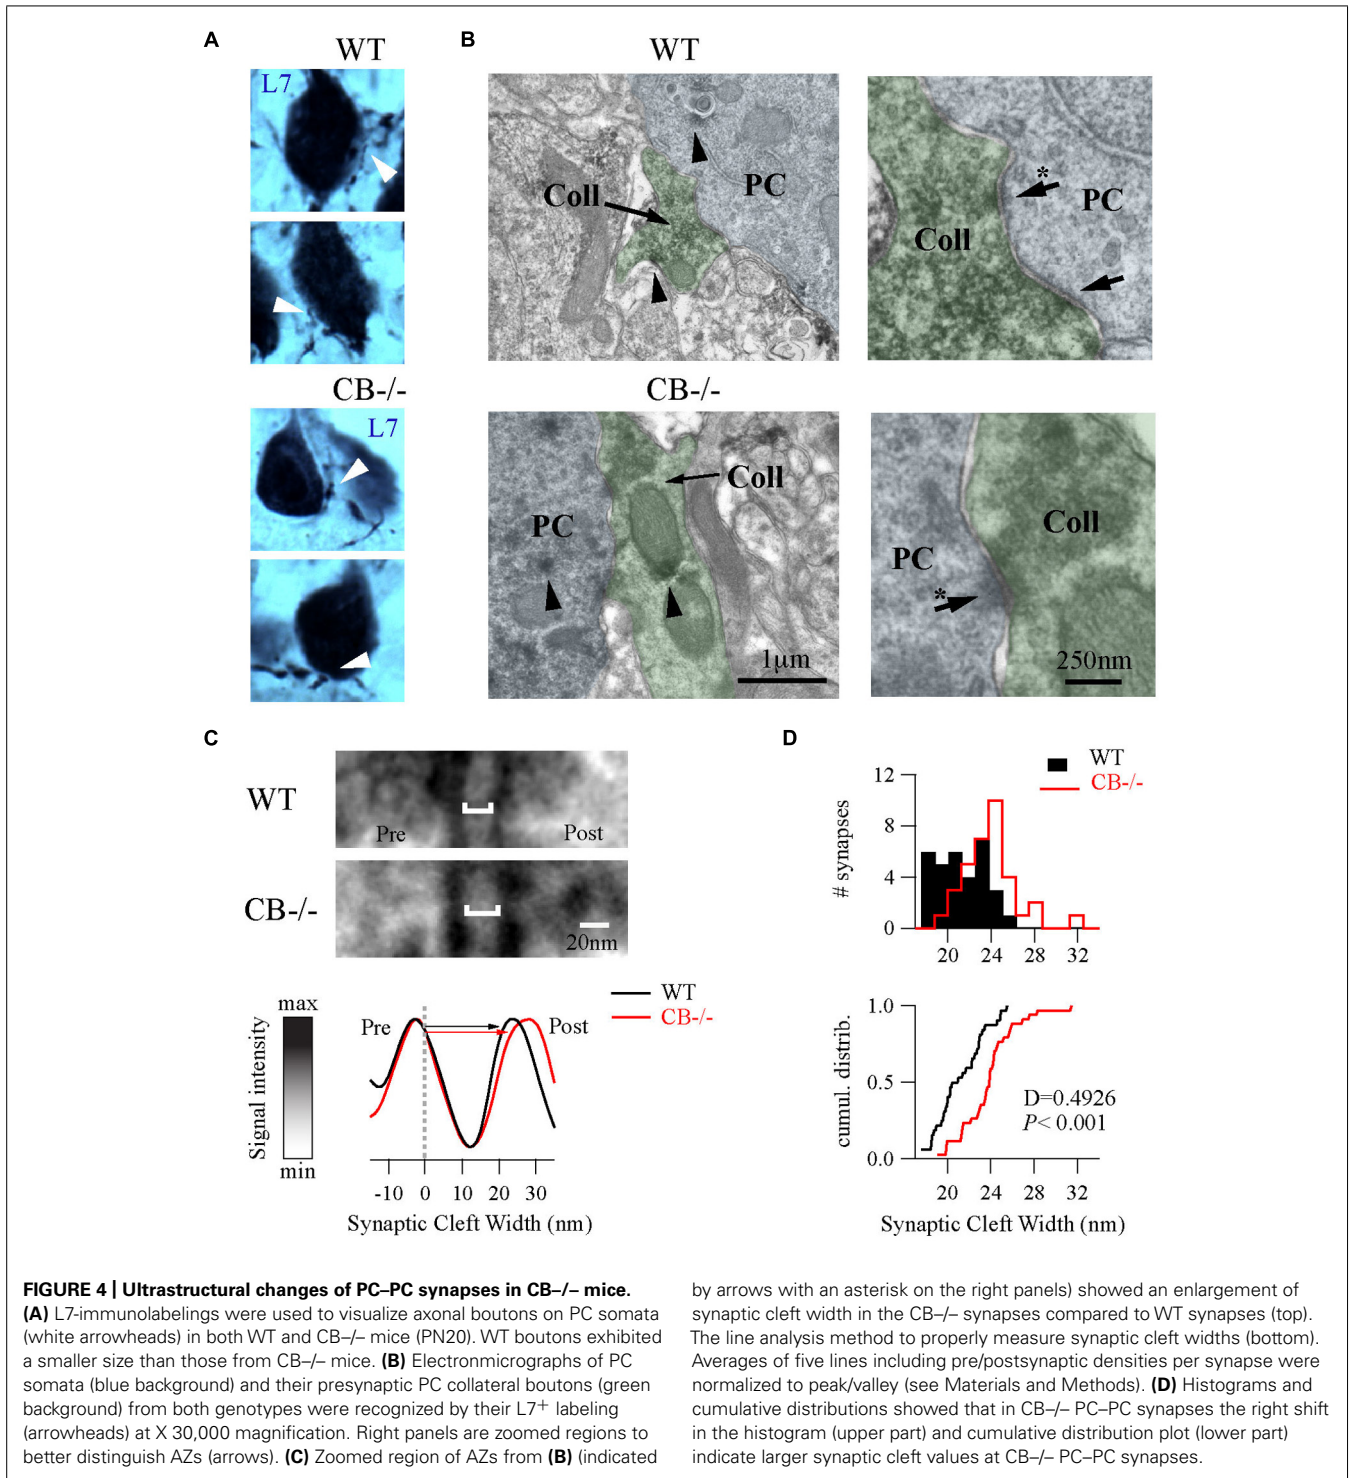 A
WT
L7
CB-/-
L7
B
WT
Coll
PC
*
PC
Coll
CB-/-
PC
Coll
1µm
PC
*
Coll
250nm
C
WT
Pre
Post
CB-/-
20nm
WT
CB-/-
max
Signal intensity
min
Pre
Post
-10 0 10 20 30
Synaptic Cleft Width (nm)
D
WT
CB-/-
# synapses
12
8
4
0
20 24 28 32
cumul. distrib.
1.0
0.5
0.0
D=0.4926
P< 0.001
20 24 28 32
Synaptic Cleft Width (nm)
FIGURE 4 | Ultrastructural changes of PC–PC synapses in CB–/– mice.
(A) L7-immunolabelings were used to visualize axonal boutons on PC somata
(white arrowheads) in both WT and CB–/– mice (PN20). WT boutons exhibited
a smaller size than those from CB–/– mice. (B) Electronmicrographs of PC
somata (blue background) and their presynaptic PC collateral boutons (green
background) from both genotypes were recognized by their L7+ labeling
(arrowheads) at X 30,000 magnification. Right panels are zoomed regions to
better distinguish AZs (arrows). (C) Zoomed region of AZs from (B) (indicated
by arrows with an asterisk on the right panels) showed an enlargement of
synaptic cleft width in the CB–/– synapses compared to WT synapses (top).
The line analysis method to properly measure synaptic cleft widths (bottom).
Averages of five lines including pre/postsynaptic densities per synapse were
normalized to peak/valley (see Materials and Methods). (D) Histograms and
cumulative distributions showed that in CB–/– PC–PC synapses the right shift
in the histogram (upper part) and cumulative distribution plot (lower part)
indicate larger synaptic cleft values at CB–/– PC–PC synapses.